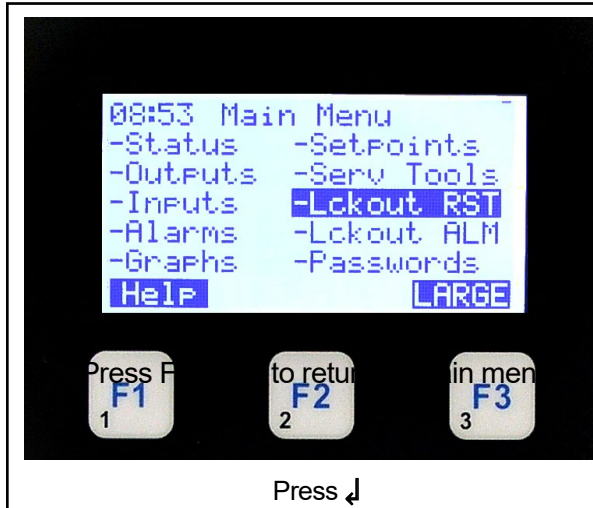 08:53 Main Menu
-Status -Setpoints
-Outputs -Serv Tools
-Inputs -Lckout RST
-Alarms -Lckout ALM
-Graphs -Passwords
Help LARGE
Press to in
F1 F2 F3
1 2 3
Press ↲